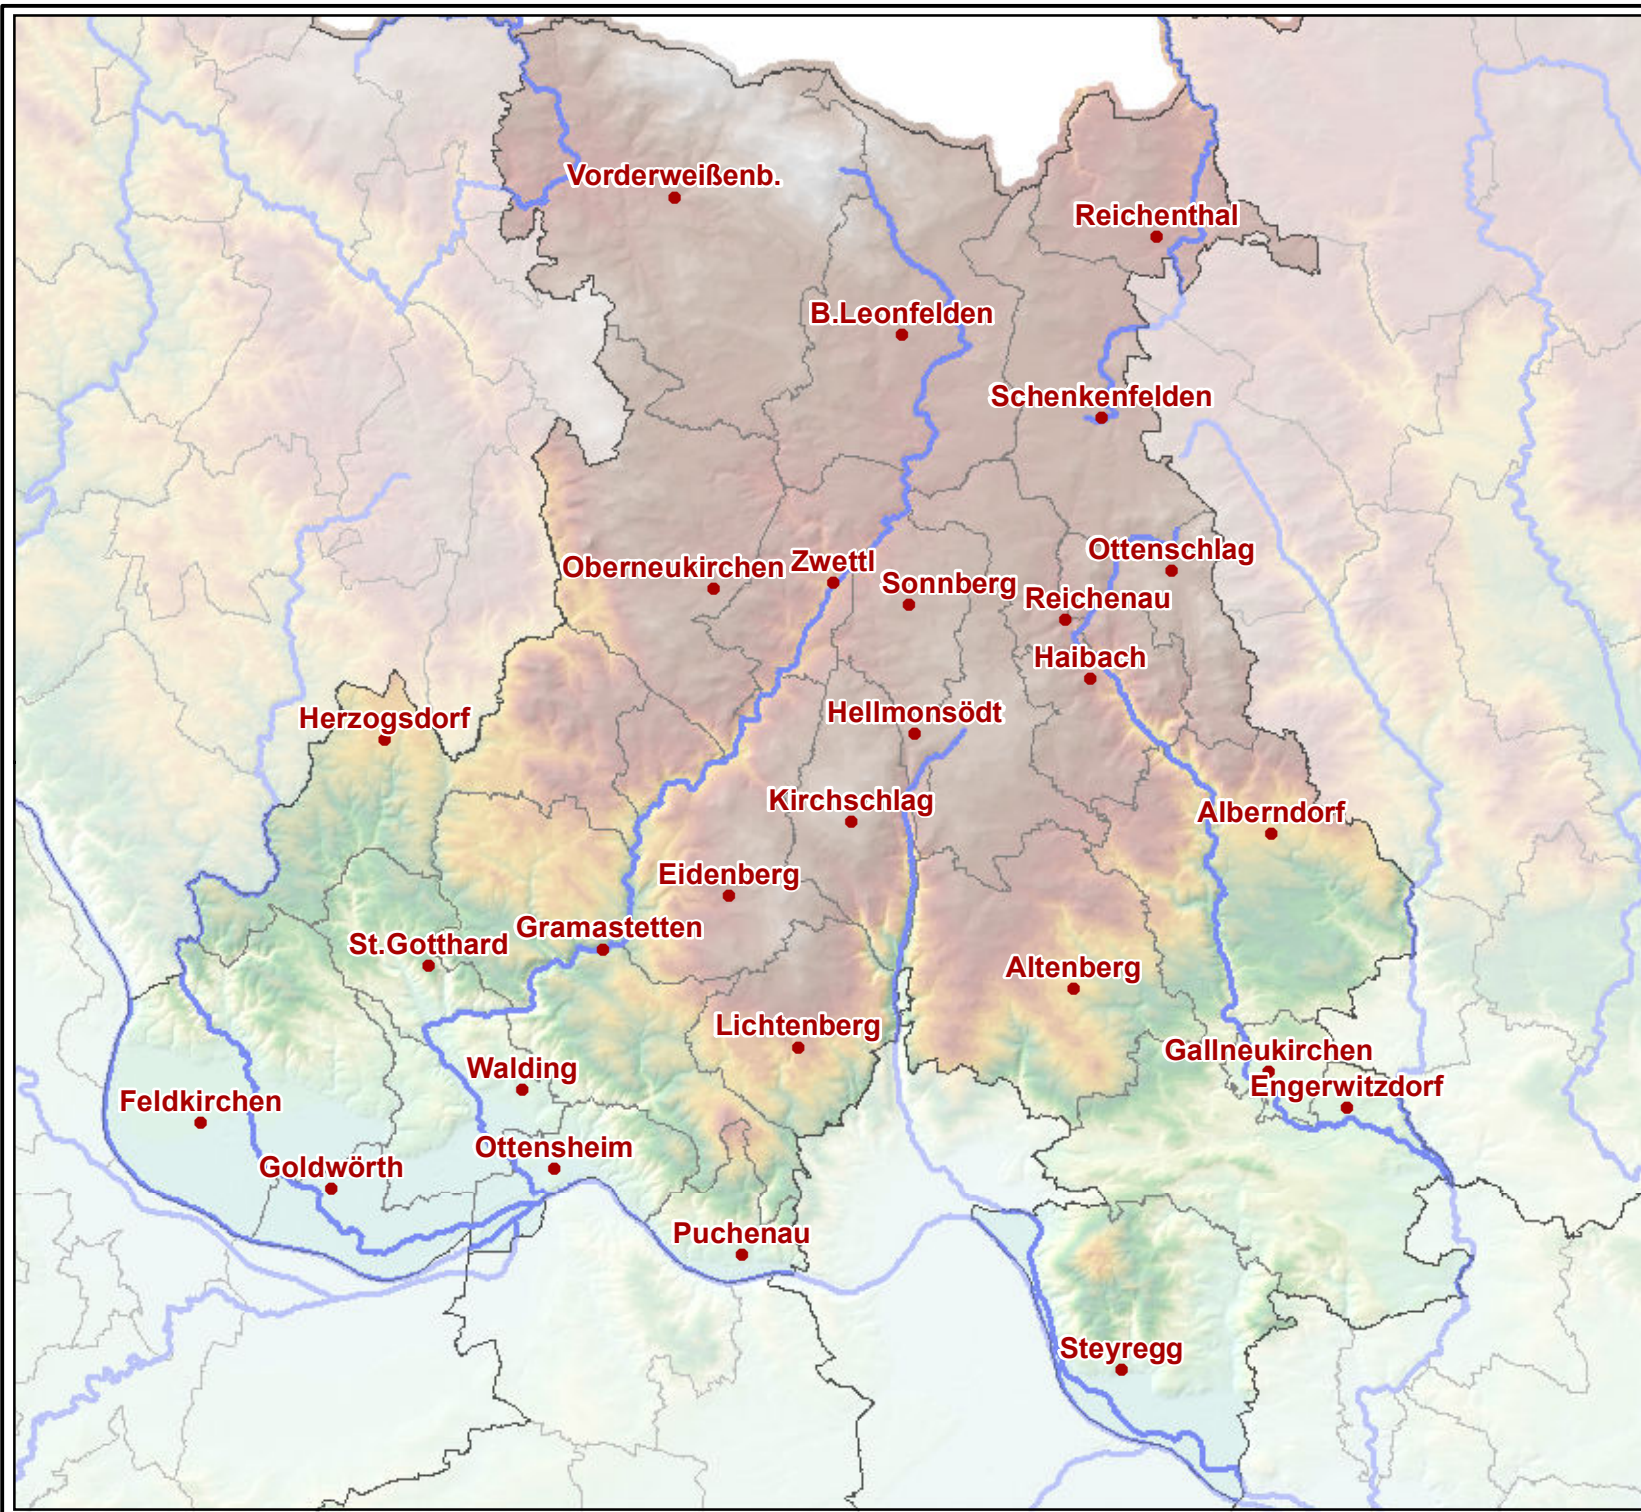 Vorderweißenb.
Reichenthal
B.Leonfelden
Schenkenfelden
Ottenschlag
Zwettl
Oberneukirchen
Sonnberg
Reichenau
Haibach
Hellmonsödt
Herzogsdorf
Kirchschlag
Alberndorf
Eidenberg
Gramastetten
St.Gotthard
Altenberg
Lichtenberg
Gallneukirchen
Walding
Engerwitzdorf
Feldkirchen
Ottensheim
Goldwörth
Puchenau
Steyregg